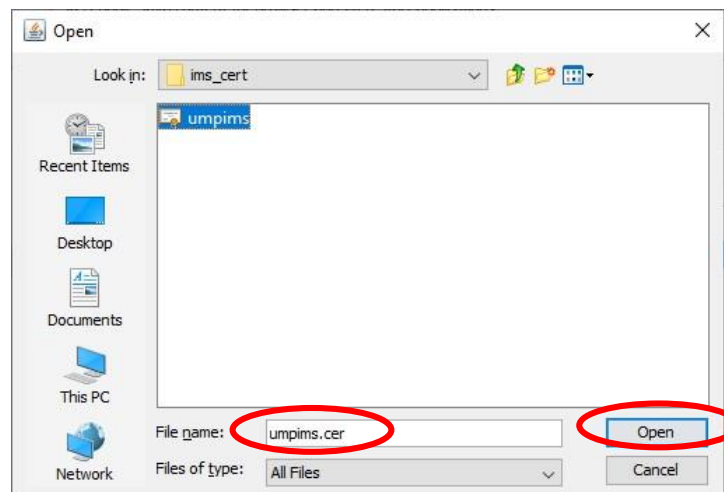 Open
Look in:
ims_cert
umpims
Recent Items
Desktop
Documents
This PC
Network
File name:
umpims.cer
Open
Files of type:
All Files
Cancel